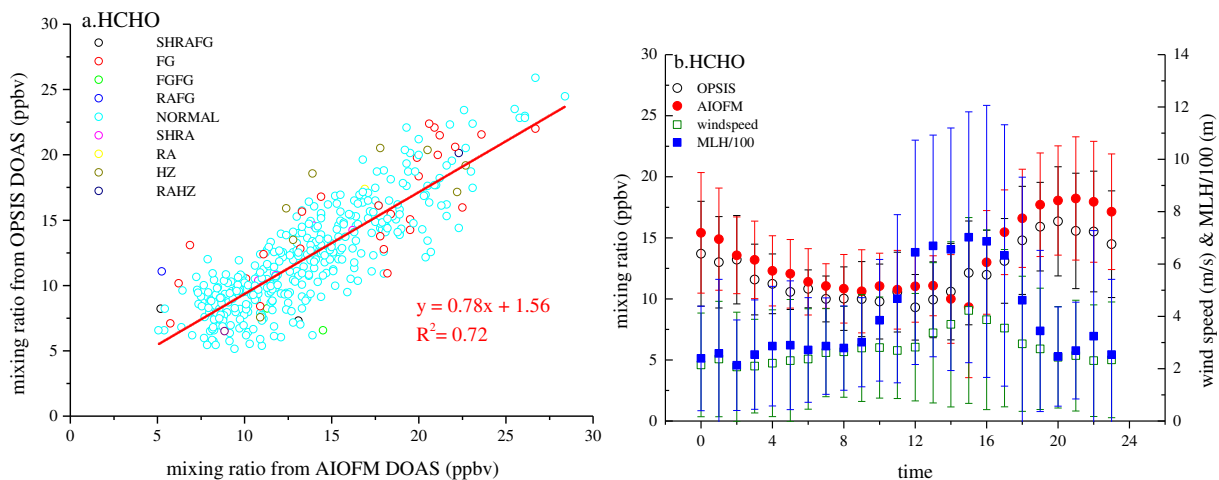 a.HCHO
SHRAFG
FG
FGFG
RAFG
NORMAL
SHRA
RA
HZ
RAHZ
y = 0.78x + 1.56
R²= 0.72
30
25
20
15
10
5
0
0 5 10 15 20 25 30
mixing ratio from OPSIS DOAS (ppbv)
mixing ratio from AIOFM DOAS (ppbv)
b.HCHO
OPSIS
AIOFM
windspeed
MLH/100
30
25
20
15
10
5
0
mixing ratio (ppbv)
14
12
10
8
6
4
2
0
wind speed (m/s) & MLH/100 (m)
0 4 8 12 16 20 24
time